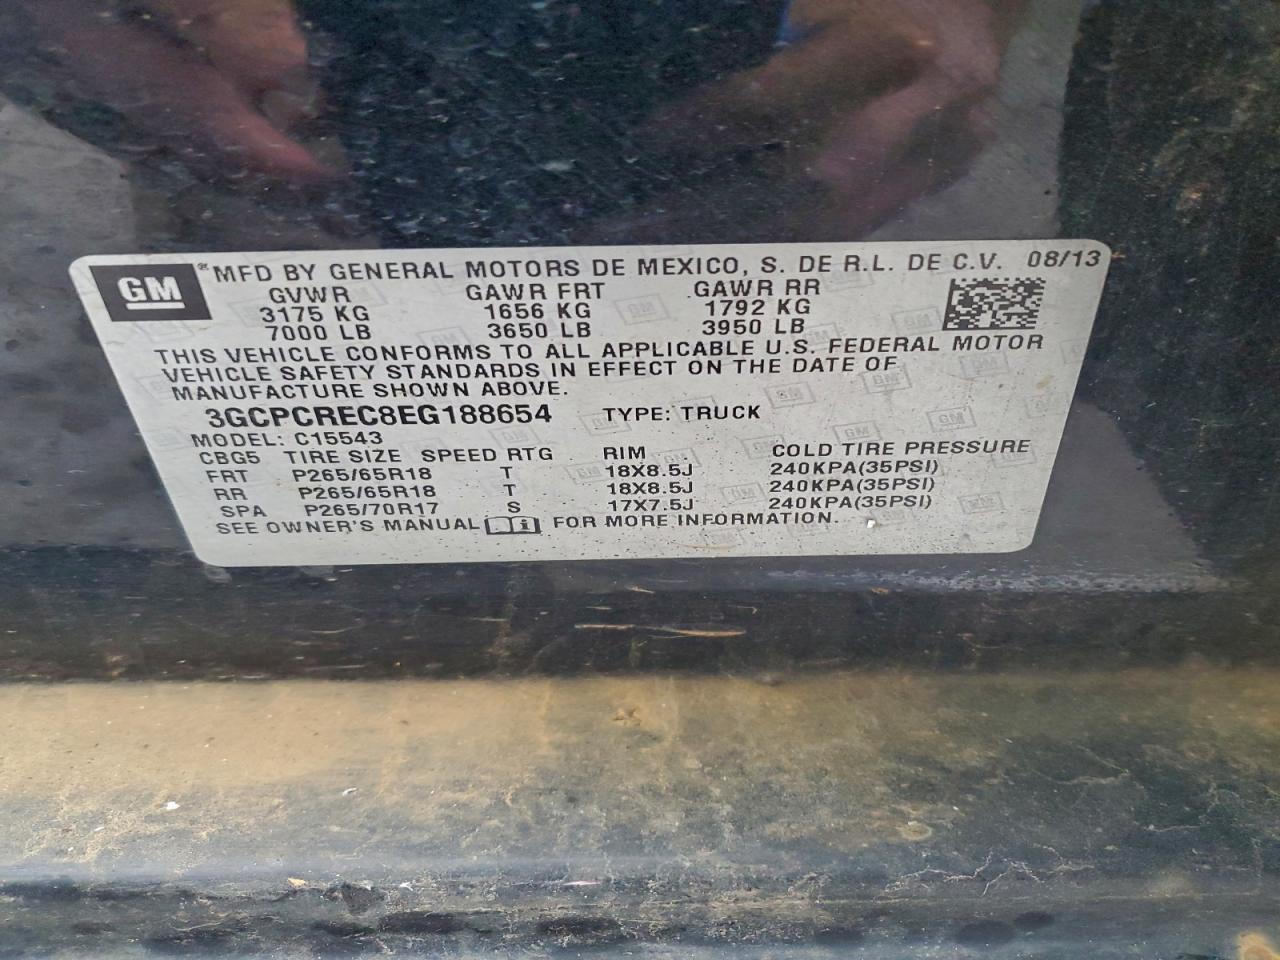 GM ® MFD BY GENERAL MOTORS DE MEXICO, S. DE R.L. DE C.V. 08/13
GVWR GAWR FRT GAWR RR
3175 KG 1656 KG 1792 KG
7000 LB 3650 LB 3950 LB
THIS VEHICLE CONFORMS TO ALL APPLICABLE U.S. FEDERAL MOTOR
VEHICLE SAFETY STANDARDS IN EFFECT ON THE DATE OF
MANUFACTURE SHOWN ABOVE.
3GCPCREC8EG188654 TYPE: TRUCK
MODEL: C15543
CBG5 TIRE SIZE SPEED RTG RIM COLD TIRE PRESSURE
FRT P265/65R18 T 18X8.5J 240KPA(35PSI)
RR P265/65R18 T 18X8.5J 240KPA(35PSI)
SPA P265/70R17 S 17X7.5J 240KPA(35PSI)
SEE OWNER'S MANUAL i FOR MORE INFORMATION.